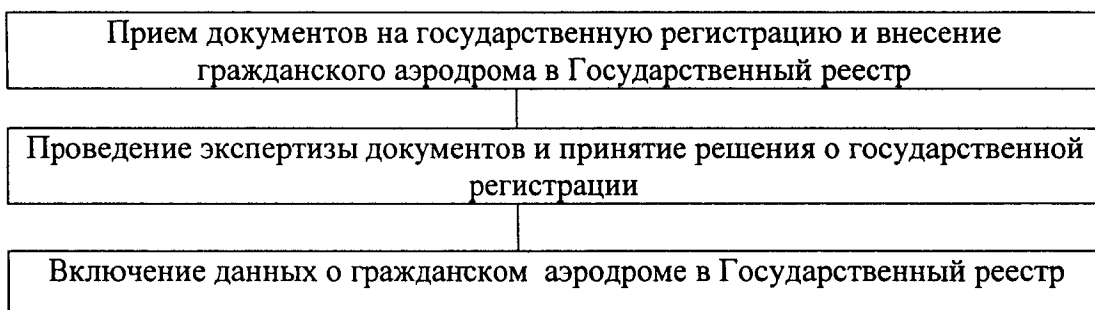 Прием документов на государственную регистрацию и внесение
гражданского аэродрома в Государственный реестр
Проведение экспертизы документов и принятие решения о государственной
регистрации
Включение данных о гражданском аэродроме в Государственный реестр